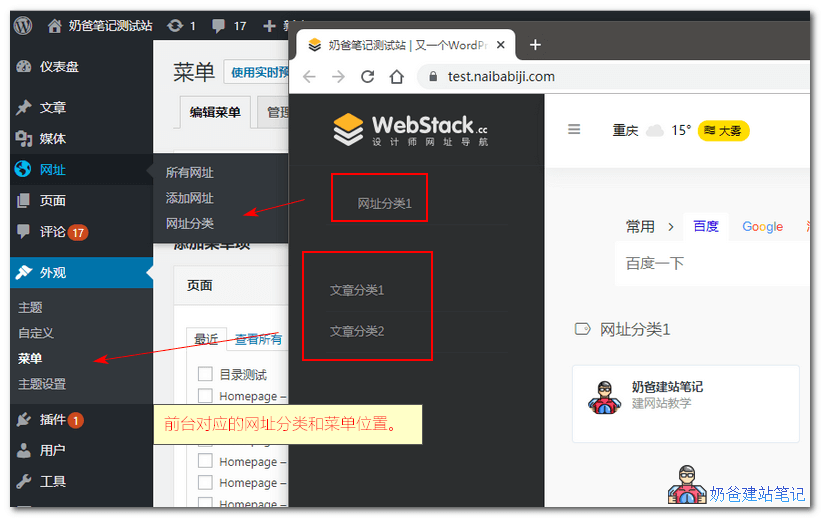 奶爸笔记测试站 1 17
仪表盘
文章
媒体
网址
页面
评论 17
外观
主题
自定义
菜单
主题设置
插件 1
用户
工具
菜单 使用实时预
编辑菜单 管理
所有网址
添加网址
网址分类
添加菜单项
页面
最近 查看所有
目录测试
Homepage –
Homepage –
Homepage –
Homepage –
前台对应的网址分类和菜单位置。
奶爸笔记测试站 | 又一个WordPr
test.naibabiji.com
WebStack.cc
设计师网址导航
网址分类1
文章分类1
文章分类2
重庆 15° 大雾
常用 百度 Google
百度一下
网址分类1
奶爸建站笔记
建网站教学
奶爸建站笔记